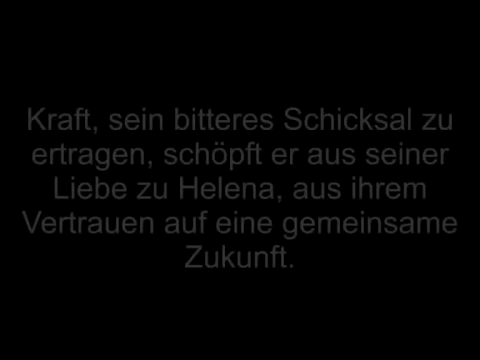 Kraft, sein bitteres Schicksal zu
ertragen, schöpft er aus seiner
Liebe zu Helena, aus ihrem
Vertrauen auf eine gemeinsame
Zukunft.